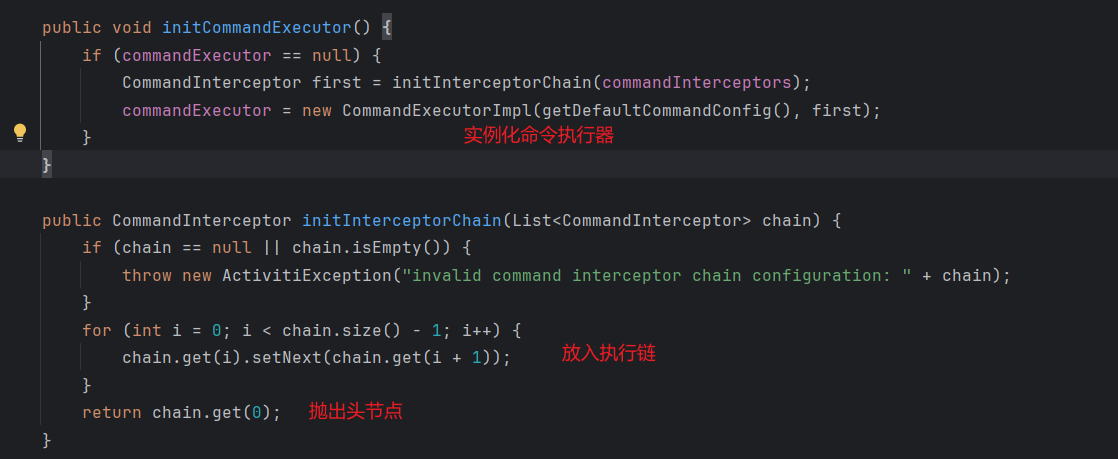 public void initCommandExecutor() {
if (commandExecutor == null) {
CommandInterceptor first = initInterceptorChain(commandInterceptors);
commandExecutor = new CommandExecutorImpl(getDefaultCommandConfig(), first);
} 实例化命令执行器
}
public CommandInterceptor initInterceptorChain(List<CommandInterceptor> chain) {
if (chain == null || chain.isEmpty()) {
throw new ActivitiException("invalid command interceptor chain configuration: " + chain);
}
for (int i = 0; i < chain.size() - 1; i++) {
chain.get(i).setNext(chain.get(i + 1)); 放入执行链
}
return chain.get(0); 抛出头节点
}